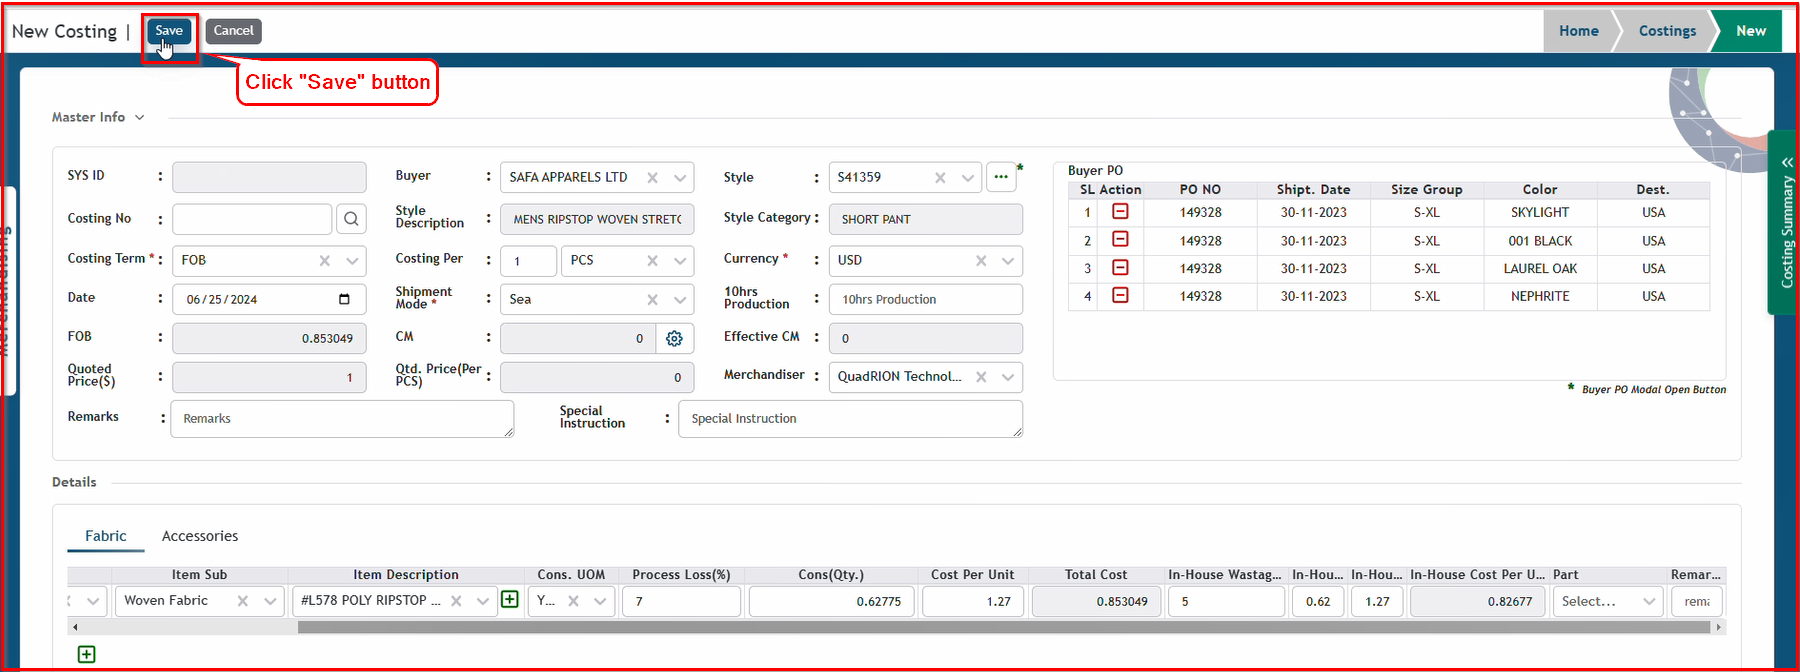 New Costing | Save Cancel Home Costings New
Click "Save" button
Master Info
SYS ID : Buyer : SAFA APPARELS LTD Style : S41359 ••• *
Costing No : Style Description : MENS RIPSTOP WOVEN STRETC Style Category : SHORT PANT
Costing Term * : FOB Costing Per : 1 PCS Currency * : USD
Date : 06/25/2024 Shipment Mode * : Sea 10hrs Production : 10hrs Production
FOB : 0.853049 CM : 0 Effective CM : 0
Quoted Price($) : 1 Qtd. Price(Per PCS) : 0 Merchandiser : QuadRION Technol...
Remarks : Remarks Special Instruction : Special Instruction
Buyer PO
SL Action PO NO Shipt. Date Size Group Color Dest.
1 149328 30-11-2023 S-XL SKYLIGHT USA
2 149328 30-11-2023 S-XL 001 BLACK USA
3 149328 30-11-2023 S-XL LAUREL OAK USA
4 149328 30-11-2023 S-XL NEPHRITE USA
* Buyer PO Modal Open Button
Costing Summary
Details
Fabric Accessories
Item Sub Item Description Cons. UOM Process Loss(%) Cons(Qty.) Cost Per Unit Total Cost In-House Wastag... In-Hou... In-Hou... In-House Cost Per U... Part Remar...
Woven Fabric #L578 POLY RIPSTOP ... Y... 7 0.62775 1.27 0.853049 5 0.62 1.27 0.82677 Select... rema